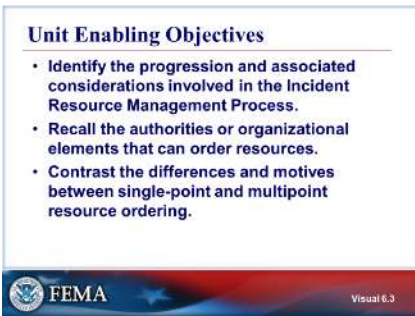 Unit Enabling Objectives
• Identify the progression and associated
considerations involved in the Incident
Resource Management Process.
• Recall the authorities or organizational
elements that can order resources.
• Contrast the differences and motives
between single-point and multipoint
resource ordering.
FEMA
Visual 6.3